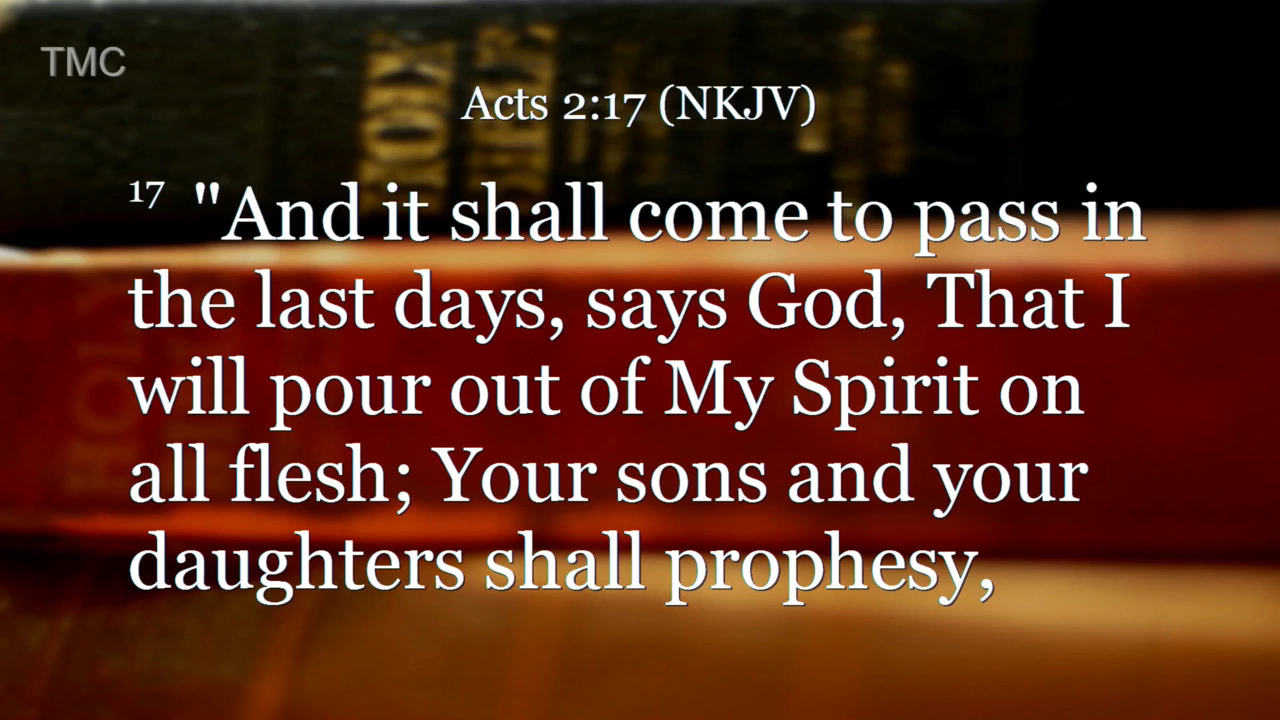 TMC
Acts 2:17 (NKJV)
17 "And it shall come to pass in
the last days, says God, That I
will pour out of My Spirit on
all flesh; Your sons and your
daughters shall prophesy,